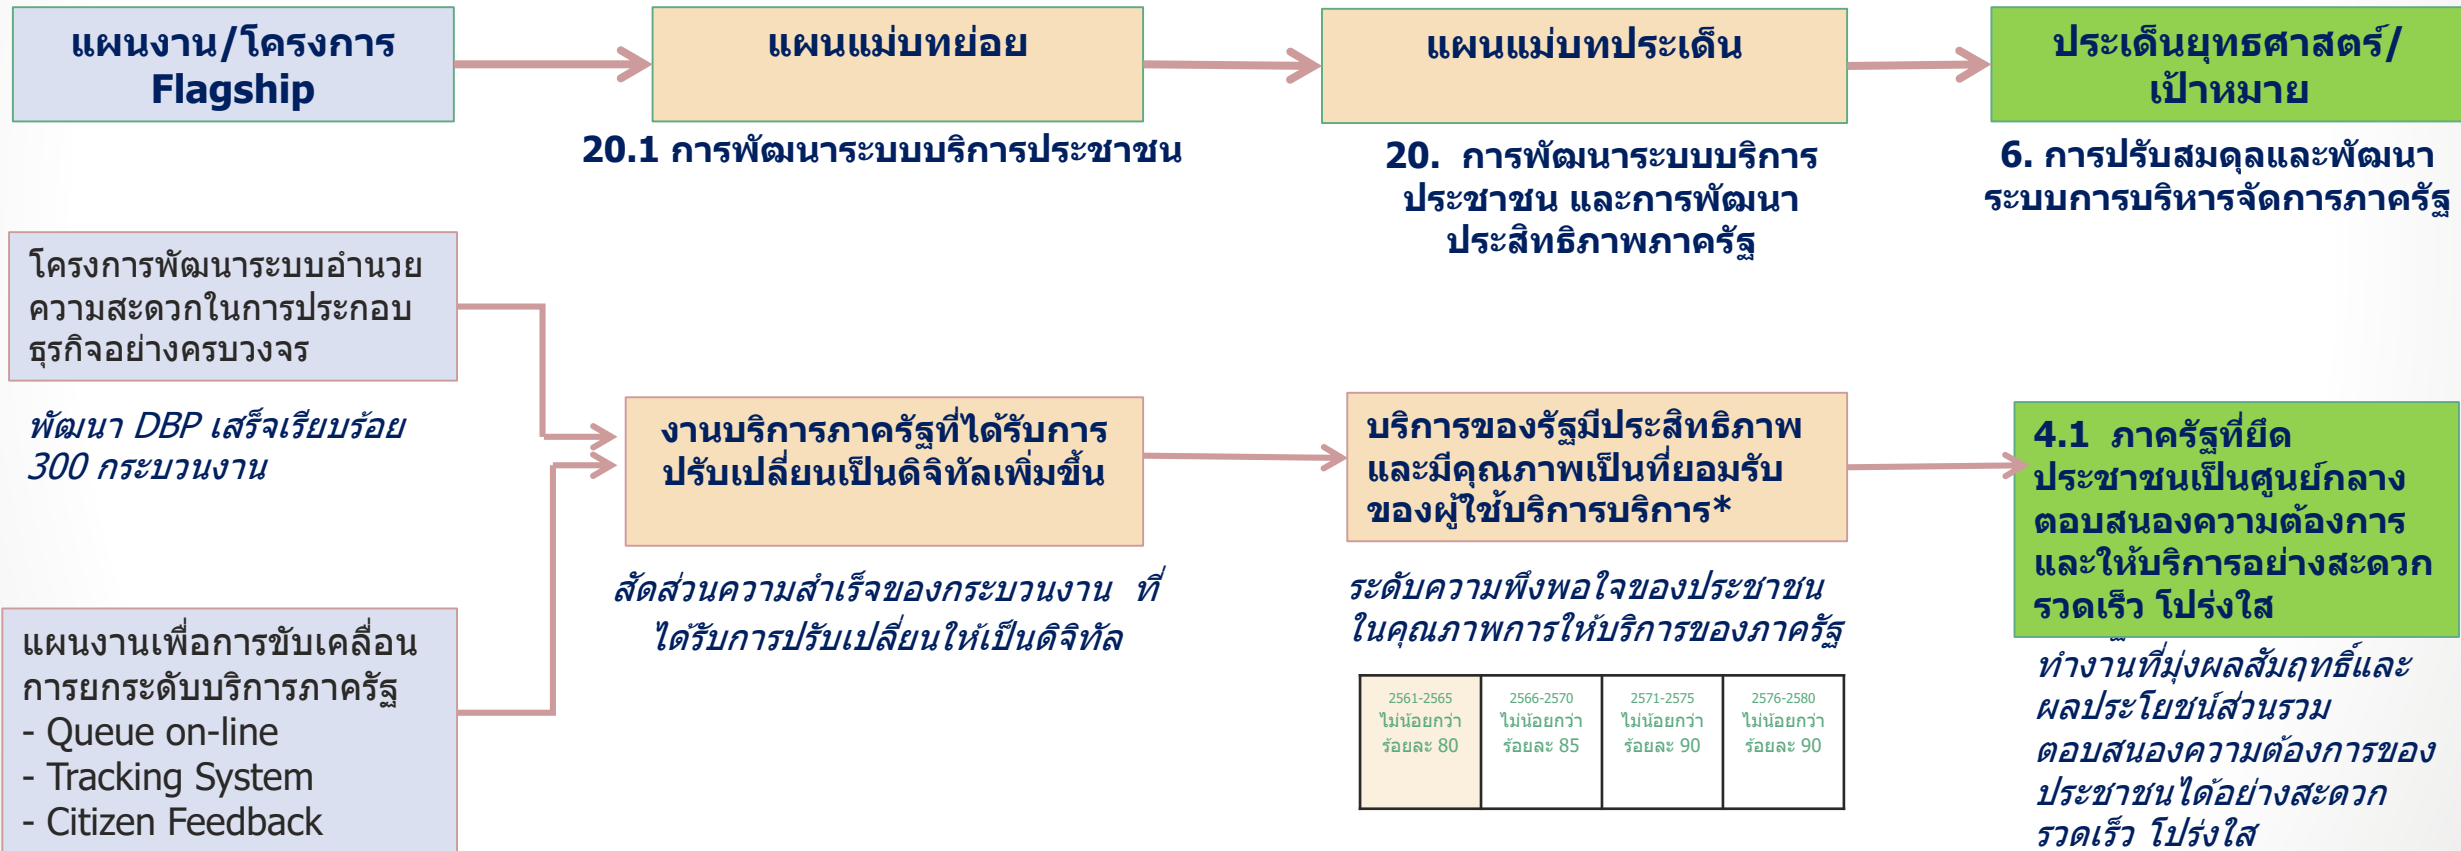 แผนงาน/โครงการ
Flagship
แผนแม่บทย่อย
แผนแม่บทประเด็น
ประเด็นยุทธศาสตร์/
เป้าหมาย
20.1 การพัฒนาระบบบริการประชาชน
20. การพัฒนาระบบบริการ
ประชาชน และการพัฒนา
ประสิทธิภาพภาครัฐ
6. การปรับสมดุลและพัฒนา
ระบบการบริหารจัดการภาครัฐ
โครงการพัฒนาระบบอำนวย
ความสะดวกในการประกอบ
ธุรกิจอย่างครบวงจร
พัฒนา DBP เสร็จเรียบร้อย
300 กระบวนงาน
แผนงานเพื่อการขับเคลื่อน
การยกระดับบริการภาครัฐ
- Queue on-line
- Tracking System
- Citizen Feedback
งานบริการภาครัฐที่ได้รับการ
ปรับเปลี่ยนเป็นดิจิทัลเพิ่มขึ้น
สัดส่วนความสำเร็จของกระบวนงาน ที่
ได้รับการปรับเปลี่ยนให้เป็นดิจิทัล
บริการของรัฐมีประสิทธิภาพ
และมีคุณภาพเป็นที่ยอมรับ
ของผู้ใช้บริการบริการ*
ระดับความพึงพอใจของประชาชน
ในคุณภาพการให้บริการของภาครัฐ
2561-2565
ไม่น้อยกว่า
ร้อยละ 80
2566-2570
ไม่น้อยกว่า
ร้อยละ 85
2571-2575
ไม่น้อยกว่า
ร้อยละ 90
2576-2580
ไม่น้อยกว่า
ร้อยละ 90
4.1 ภาครัฐที่ยึด
ประชาชนเป็นศูนย์กลาง
ตอบสนองความต้องการ
และให้บริการอย่างสะดวก
รวดเร็ว โปร่งใส
ทำงานที่มุ่งผลสัมฤทธิ์และ
ผลประโยชน์ส่วนรวม
ตอบสนองความต้องการของ
ประชาชนได้อย่างสะดวก
รวดเร็ว โปร่งใส